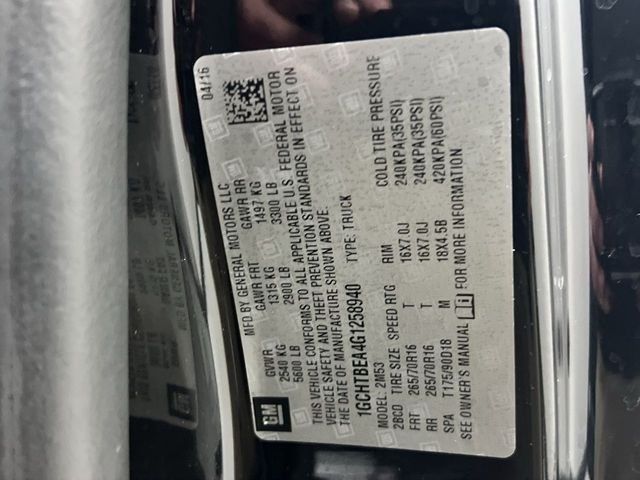 GM
MFD BY GENERAL MOTORS LLC
04/16
GVWR GAWR FRT GAWR RR
2540 KG 1315 KG 1497 KG
5600 LB 2900 LB 3300 LB
THIS VEHICLE CONFORMS TO ALL APPLICABLE U.S. FEDERAL MOTOR
VEHICLE SAFETY AND THEFT PREVENTION STANDARDS IN EFFECT ON
THE DATE OF MANUFACTURE SHOWN ABOVE.
1GCHTBEA4G1258940 TYPE: TRUCK
MODEL: 2M53
28CD TIRE SIZE SPEED RTG RIM COLD TIRE PRESSURE
FRT 265/70R16 T 16X7.0J 240KPA(35PSI)
RR 265/70R16 T 16X7.0J 240KPA(35PSI)
SPA T175/90D18 M 18X4.5B 420KPA(60PSI)
SEE OWNER'S MANUAL FOR MORE INFORMATION